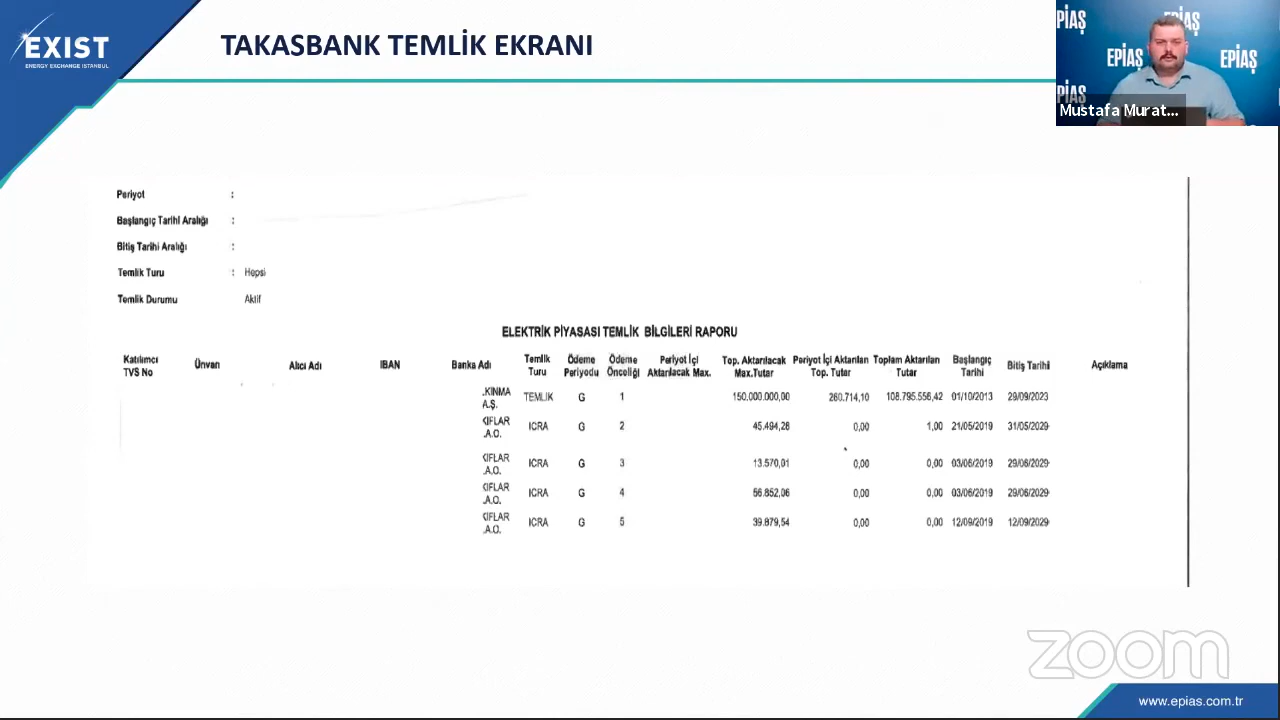 EXIST
ENERGY EXCHANGE ISTANBUL
TAKASBANK TEMLİK EKRANI
EPİAŞ
EPİAŞ
EPİAŞ
EPİAŞ
EPİAŞ
Mustafa Murat...
Periyot :
Başlangıç Tarihi Aralığı :
Bitiş Tarihi Aralığı :
Temlik Turu : Hepsi
Temlik Durumu Aktif
ELEKTRİK PİYASASI TEMLİK BİLGİLERİ RAPORU
Katılımcı TVS No Ünvan Alıcı Adı IBAN Banka Adı Temlik Turu Ödeme Periyodu Ödeme Önceliği Periyot İçi Aktarılacak Max. Top. Aktarılacak Max.Tutar Periyot İçi Aktarılan Top. Tutar Toplam Aktarılan Tutar Başlangıç Tarihi Bitiş Tarihi Açıklama
.KINMA A.Ş. TEMLIK G 1 150.000.000,00 260.714,10 108.795.556,42 01/10/2013 29/09/2023
KIFLAR .A.O. ICRA G 2 45.494,28 0,00 1,00 21/05/2019 31/05/2029
KIFLAR .A.O. ICRA G 3 13.570,01 0,00 0,00 03/06/2019 29/06/2029
KIFLAR .A.O. ICRA G 4 56.852,06 0,00 0,00 03/06/2019 29/06/2029
KIFLAR .A.O. ICRA G 5 39.879,54 0,00 0,00 12/09/2019 12/09/2029
zoom
www.epias.com.tr